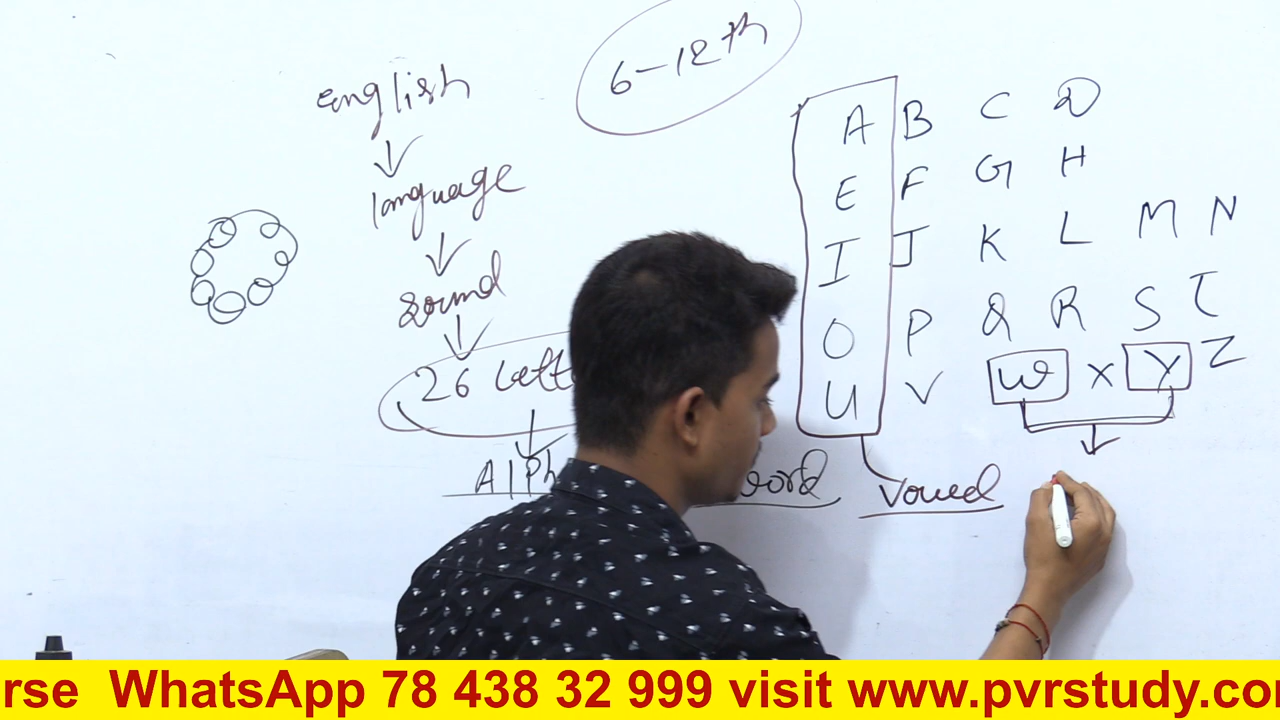 6-12th
english
language
sound
26 Lett
Alph
word
Vowel
A B C D
E F G H
I J K L M N
O P Q R S T
U V W X Y Z
rse WhatsApp 78 438 32 999 visit www.pvrstudy.co